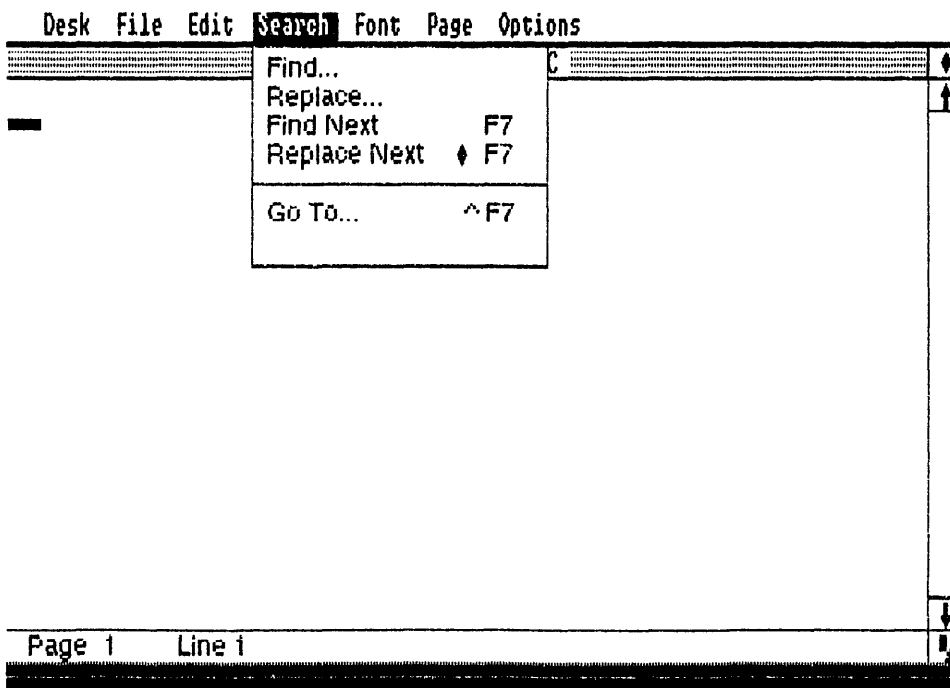 Desk File Edit Search Font Page Options
C
Find...
Replace...
Find Next F7
Replace Next ♦ F7
Go To... ^F7
Page 1 Line 1